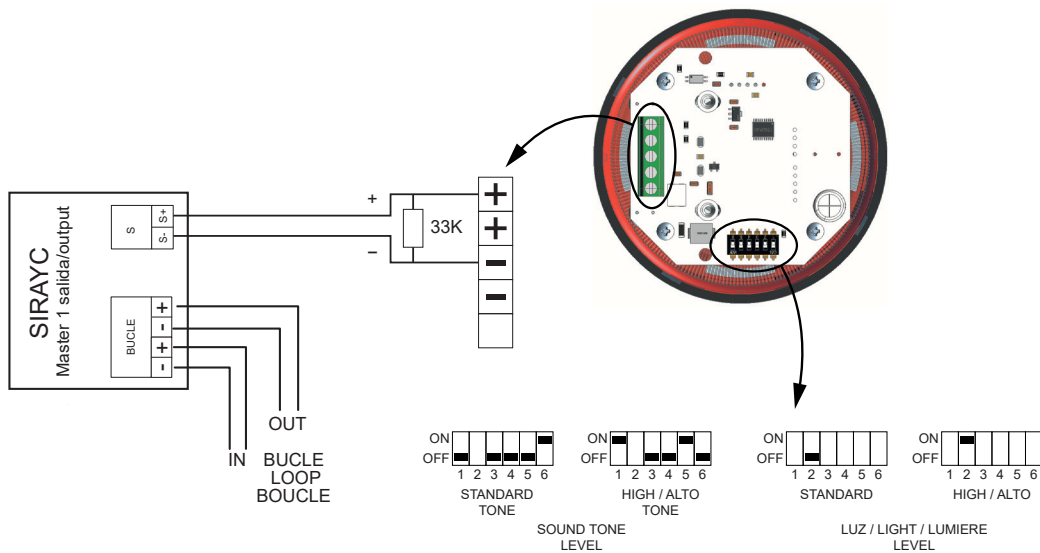 SIRAYC
Master 1 salida/output
S
S+
S-
BUCLE
+
-
+
-
+
33K
–
+
+
-
-
OUT
IN
BUCLE
LOOP
BOUCLE
ON
OFF
1 2 3 4 5 6
STANDARD
TONE
ON
OFF
1 2 3 4 5 6
HIGH / ALTO
TONE
SOUND TONE
LEVEL
ON
OFF
1 2 3 4 5 6
STANDARD
ON
OFF
1 2 3 4 5 6
HIGH / ALTO
LUZ / LIGHT / LUMIERE
LEVEL